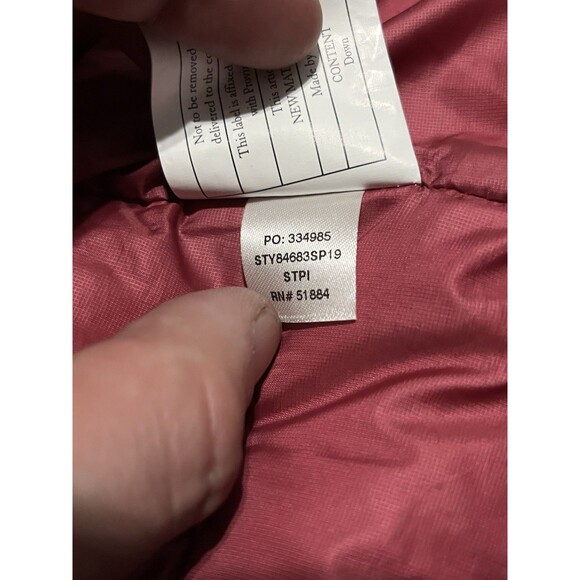 Not to be removed
delivered to the co
This label is affixed
with Provi
This arti
NEW MAT
Made by
CONTENT
Down
PO: 334985
STY84683SP19
STPI
RN# 51884